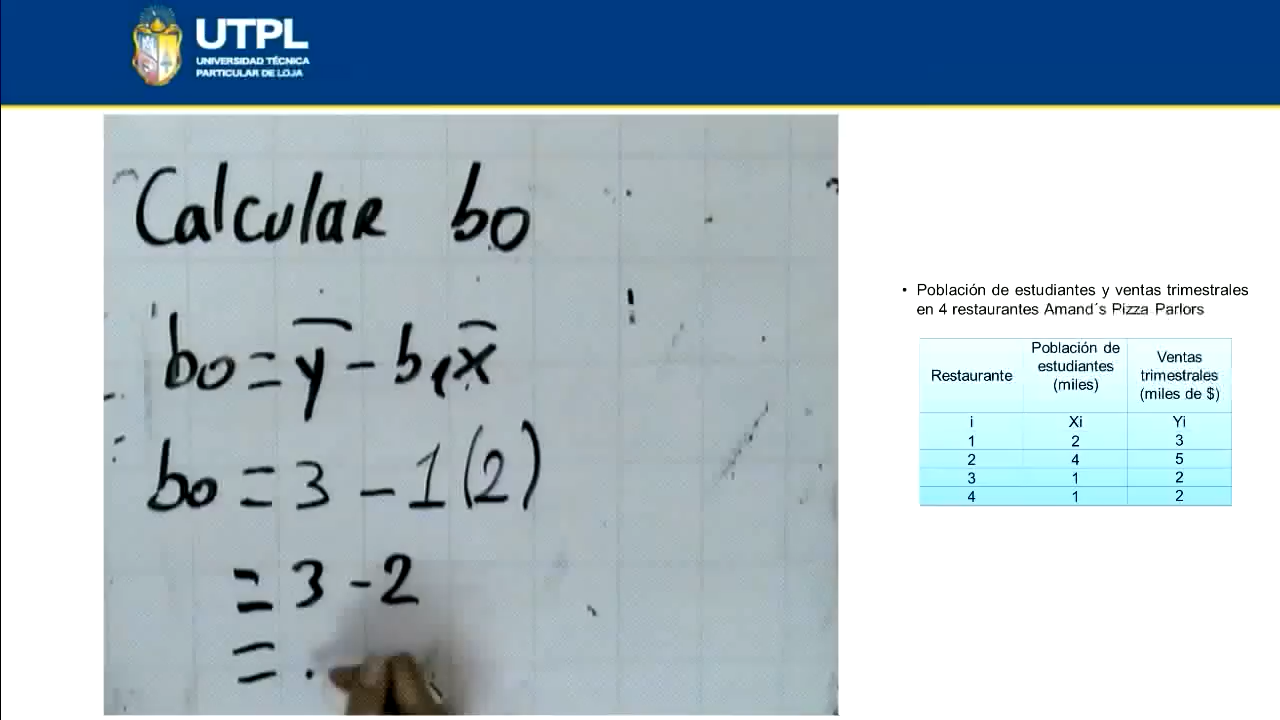 UTPL
UNIVERSIDAD TÉCNICA
PARTICULAR DE LOJA
Calcular bo
bo = y̅ - b₁x̅
bo = 3 - 1(2)
= 3 - 2
=
• Población de estudiantes y ventas trimestrales
en 4 restaurantes Amand´s Pizza Parlors
Restaurante Población de estudiantes (miles) Ventas trimestrales (miles de $)
i Xi Yi
1 2 3
2 4 5
3 1 2
4 1 2